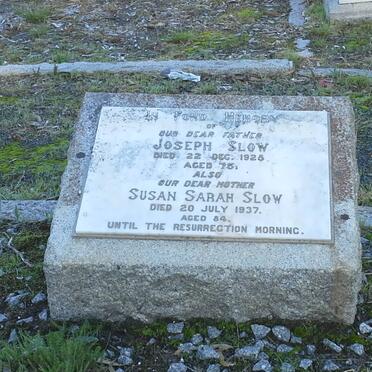 IN FOND MEMORY
OF
OUR DEAR FATHER
JOSEPH SLOW
DIED 22 DEC. 1928
AGED 75.
ALSO
OUR DEAR MOTHER
SUSAN SARAH SLOW
DIED 20 JULY 1937.
AGED 84.
UNTIL THE RESURRECTION MORNING.